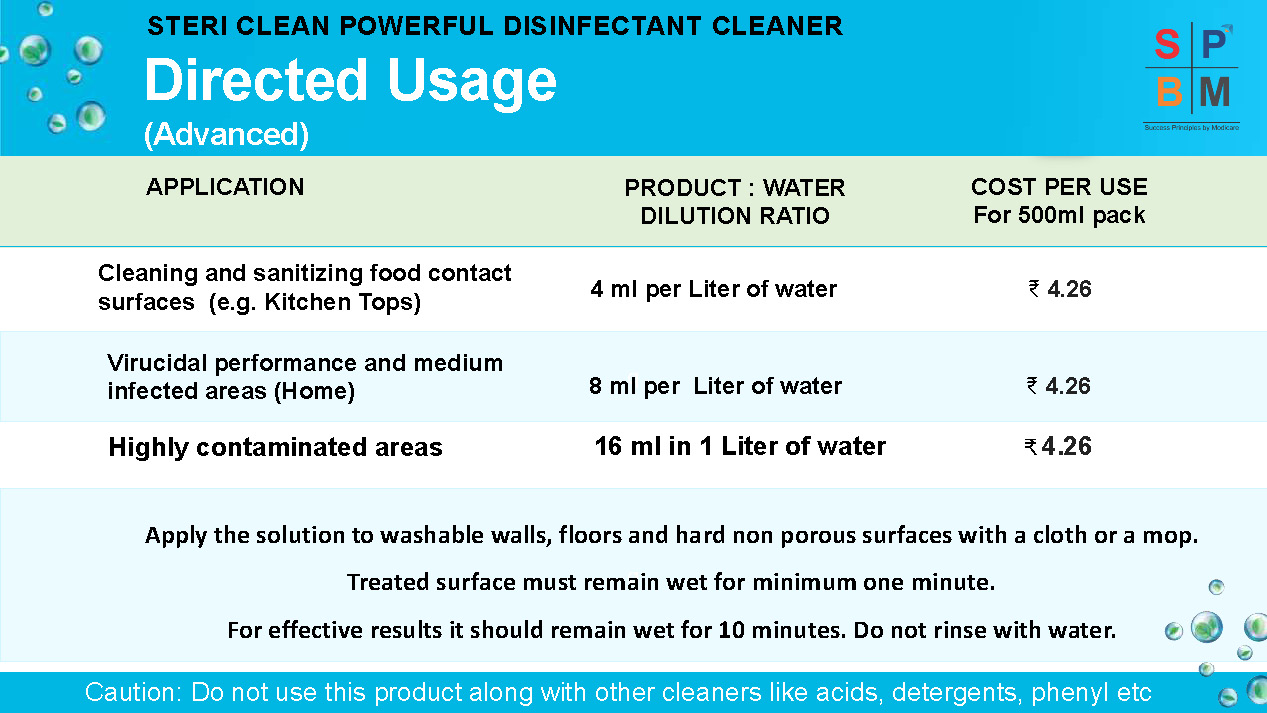 STERI CLEAN POWERFUL DISINFECTANT CLEANER
Directed Usage
(Advanced)
S P
B M
Success Principles by Modicare
APPLICATION
PRODUCT : WATER
DILUTION RATIO
COST PER USE
For 500ml pack
Cleaning and sanitizing food contact
surfaces (e.g. Kitchen Tops)
4 ml per Liter of water
₹ 4.26
Virucidal performance and medium
infected areas (Home)
8 ml per Liter of water
₹ 4.26
Highly contaminated areas
16 ml in 1 Liter of water
₹ 4.26
Apply the solution to washable walls, floors and hard non porous surfaces with a cloth or a mop.
Treated surface must remain wet for minimum one minute.
For effective results it should remain wet for 10 minutes. Do not rinse with water.
Caution: Do not use this product along with other cleaners like acids, detergents, phenyl etc